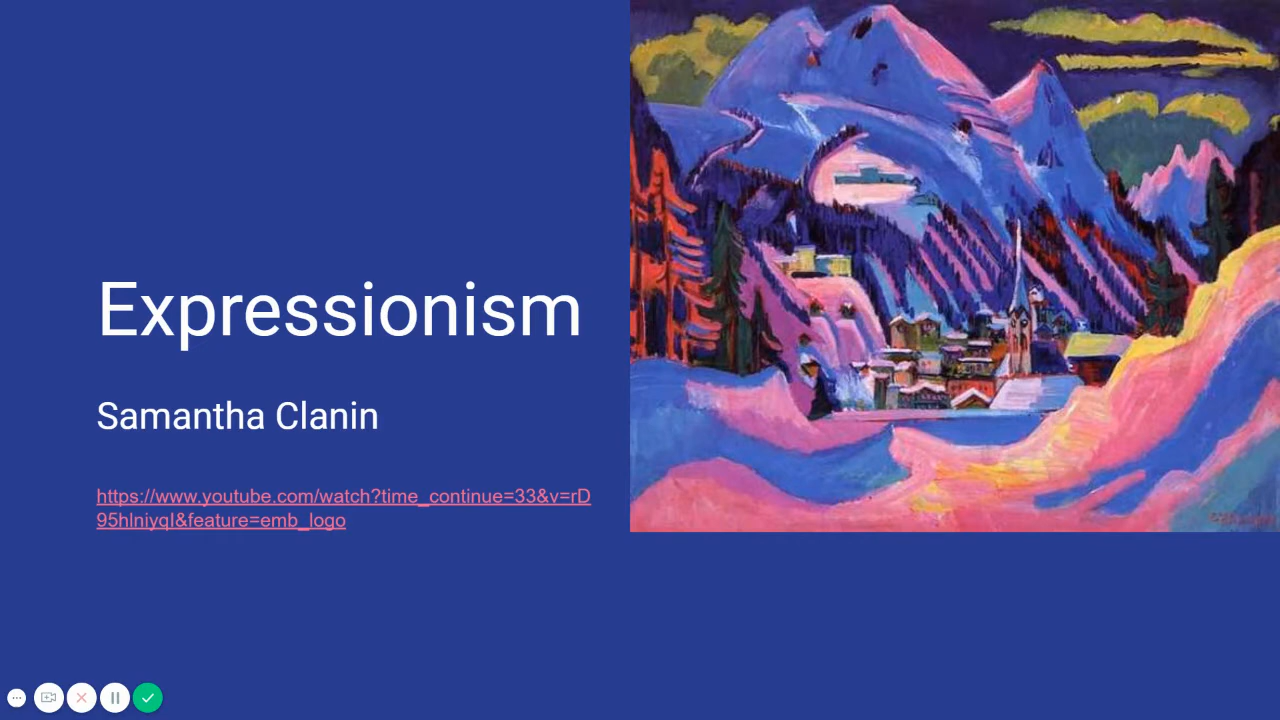 Expressionism
Samantha Clanin
https://www.youtube.com/watch?time_continue=33&v=rD
95hlniyqI&feature=emb_logo